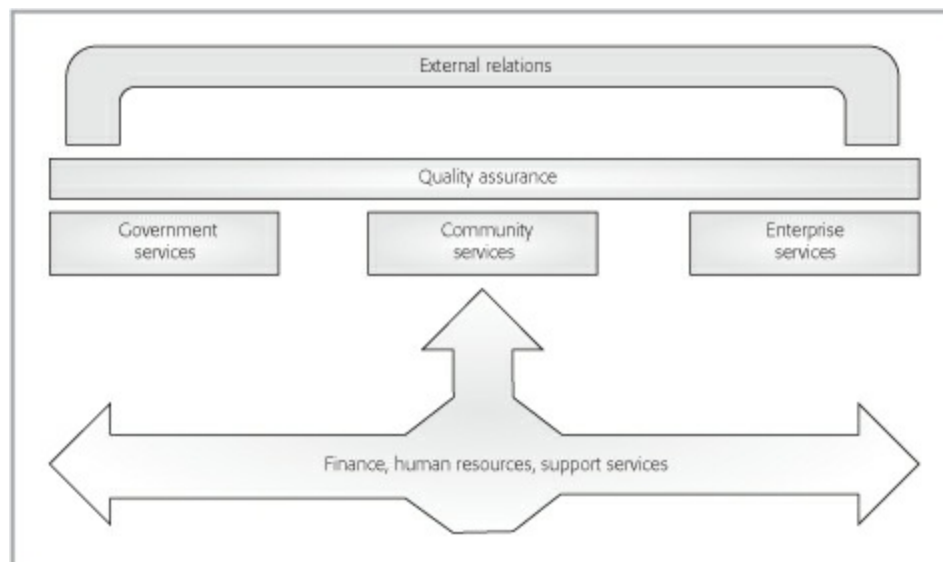 External relations
Quality assurance
Government
services
Community
services
Enterprise
services
Finance, human resources, support services